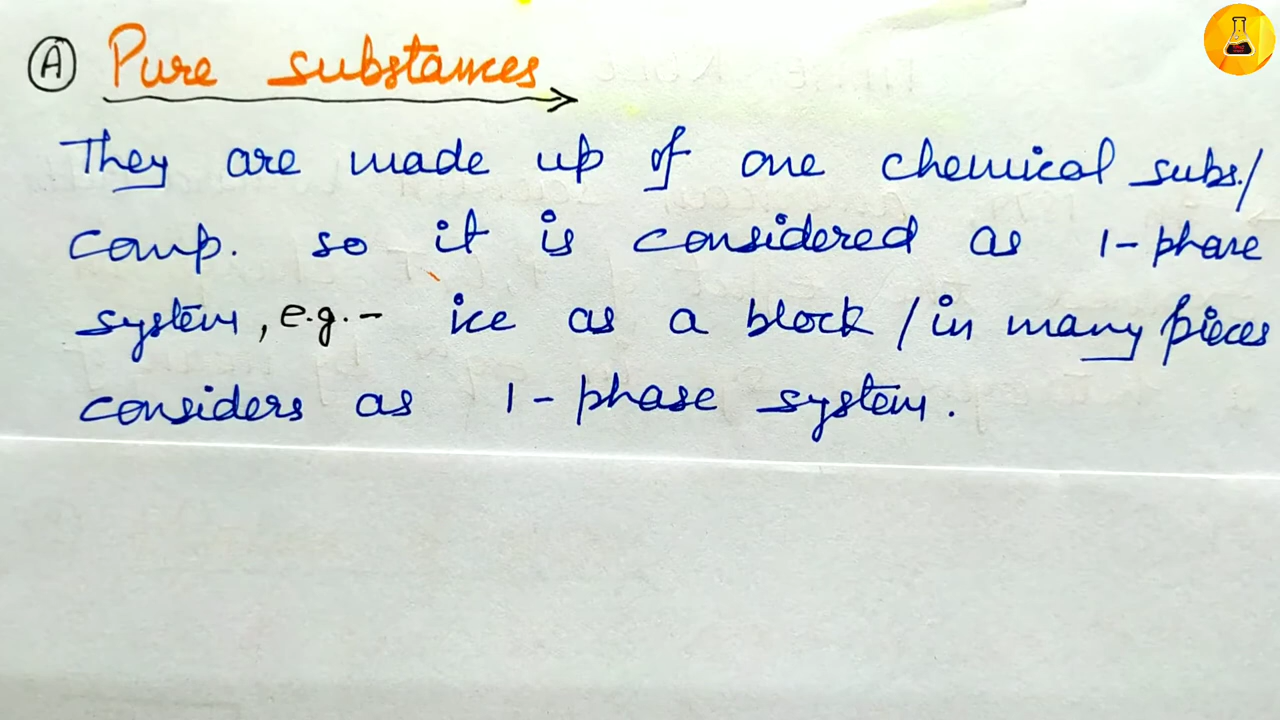 Ⓐ Pure substances
They are made up of one chemical subs./
comp. so it is considered as 1-phase
system, e.g.- ice as a block / in many pieces
considers as 1-phase system.